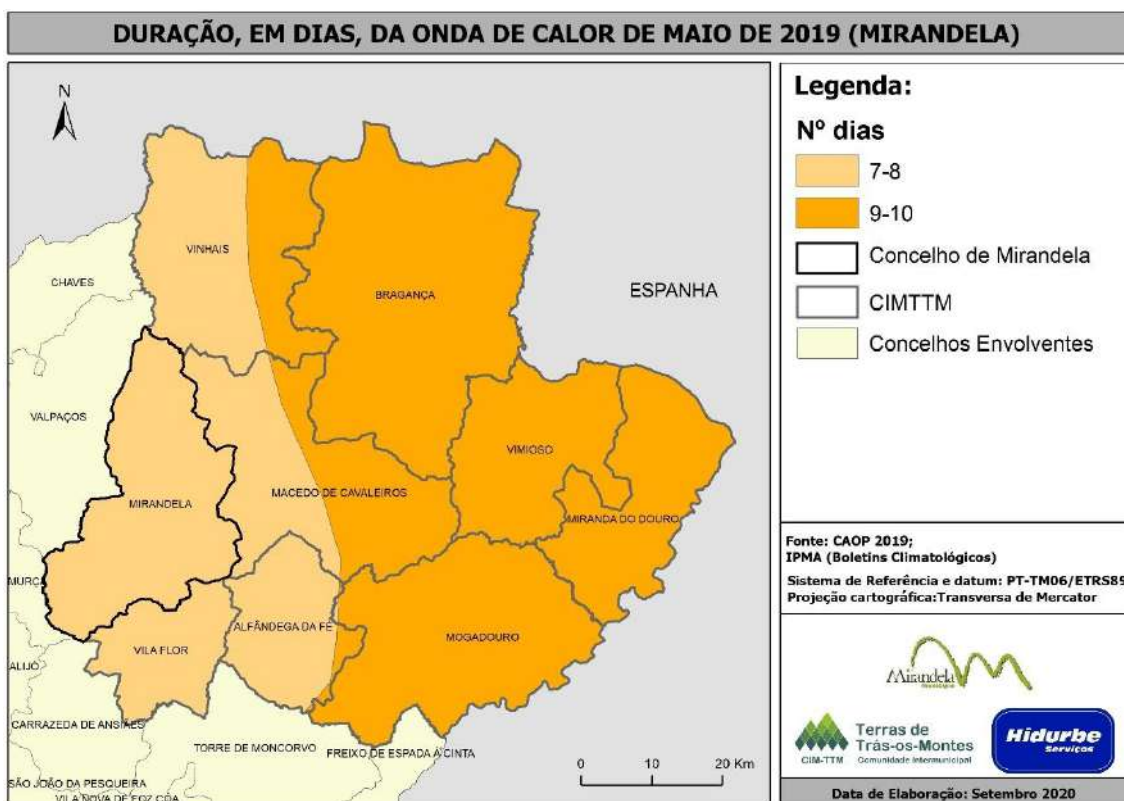 DURAÇÃO, EM DIAS, DA ONDA DE CALOR DE MAIO DE 2019 (MIRANDELA)
N
VINHAIS
CHAVES
BRAGANÇA
ESPANHA
VALPAÇOS
VIMIOSO
MIRANDELA
MACEDO DE CAVALEIROS
MIRANDA DO DOURO
MURÇ
ALFÂNDEGA DA FÉ
MOGADOURO
VILA FLOR
ALIJÓ
CARRAZEDA DE ANSIÃES
TORRE DE MONCORVO
FREIXO DE ESPADA À CINTA
SÃO JOÃO DA PESQUEIRA
VILA NOVA DE FOZ CÔA
0 10 20 Km
Legenda:
Nº dias
7-8
9-10
Concelho de Mirandela
CIMTTM
Concelhos Envolventes
Fonte: CAOP 2019;
IPMA (Boletins Climatológicos)
Sistema de Referência e datum: PT-TM06/ETRS89
Projeção cartográfica:Transversa de Mercator
Mirandela
CIM-TTM
Terras de
Trás-os-Montes
Comunidade Intermunicipal
Hidurbe
Serviços
Data de Elaboração: Setembro 2020